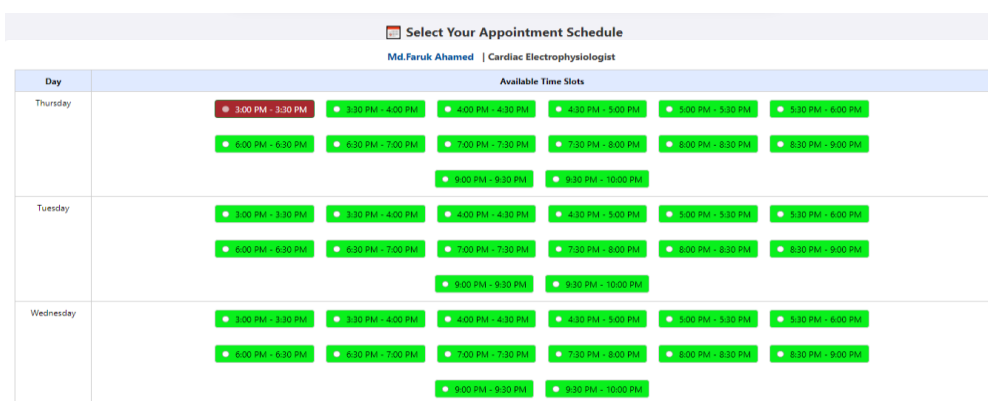 Select Your Appointment Schedule
Md.Faruk Ahamed | Cardiac Electrophysiologist
Day Available Time Slots
Thursday 3:00 PM - 3:30 PM 3:30 PM - 4:00 PM 4:00 PM - 4:30 PM 4:30 PM - 5:00 PM 5:00 PM - 5:30 PM 5:30 PM - 6:00 PM
6:00 PM - 6:30 PM 6:30 PM - 7:00 PM 7:00 PM - 7:30 PM 7:30 PM - 8:00 PM 8:00 PM - 8:30 PM 8:30 PM - 9:00 PM
9:00 PM - 9:30 PM 9:30 PM - 10:00 PM
Tuesday 3:00 PM - 3:30 PM 3:30 PM - 4:00 PM 4:00 PM - 4:30 PM 4:30 PM - 5:00 PM 5:00 PM - 5:30 PM 5:30 PM - 6:00 PM
6:00 PM - 6:30 PM 6:30 PM - 7:00 PM 7:00 PM - 7:30 PM 7:30 PM - 8:00 PM 8:00 PM - 8:30 PM 8:30 PM - 9:00 PM
9:00 PM - 9:30 PM 9:30 PM - 10:00 PM
Wednesday 3:00 PM - 3:30 PM 3:30 PM - 4:00 PM 4:00 PM - 4:30 PM 4:30 PM - 5:00 PM 5:00 PM - 5:30 PM 5:30 PM - 6:00 PM
6:00 PM - 6:30 PM 6:30 PM - 7:00 PM 7:00 PM - 7:30 PM 7:30 PM - 8:00 PM 8:00 PM - 8:30 PM 8:30 PM - 9:00 PM
9:00 PM - 9:30 PM 9:30 PM - 10:00 PM